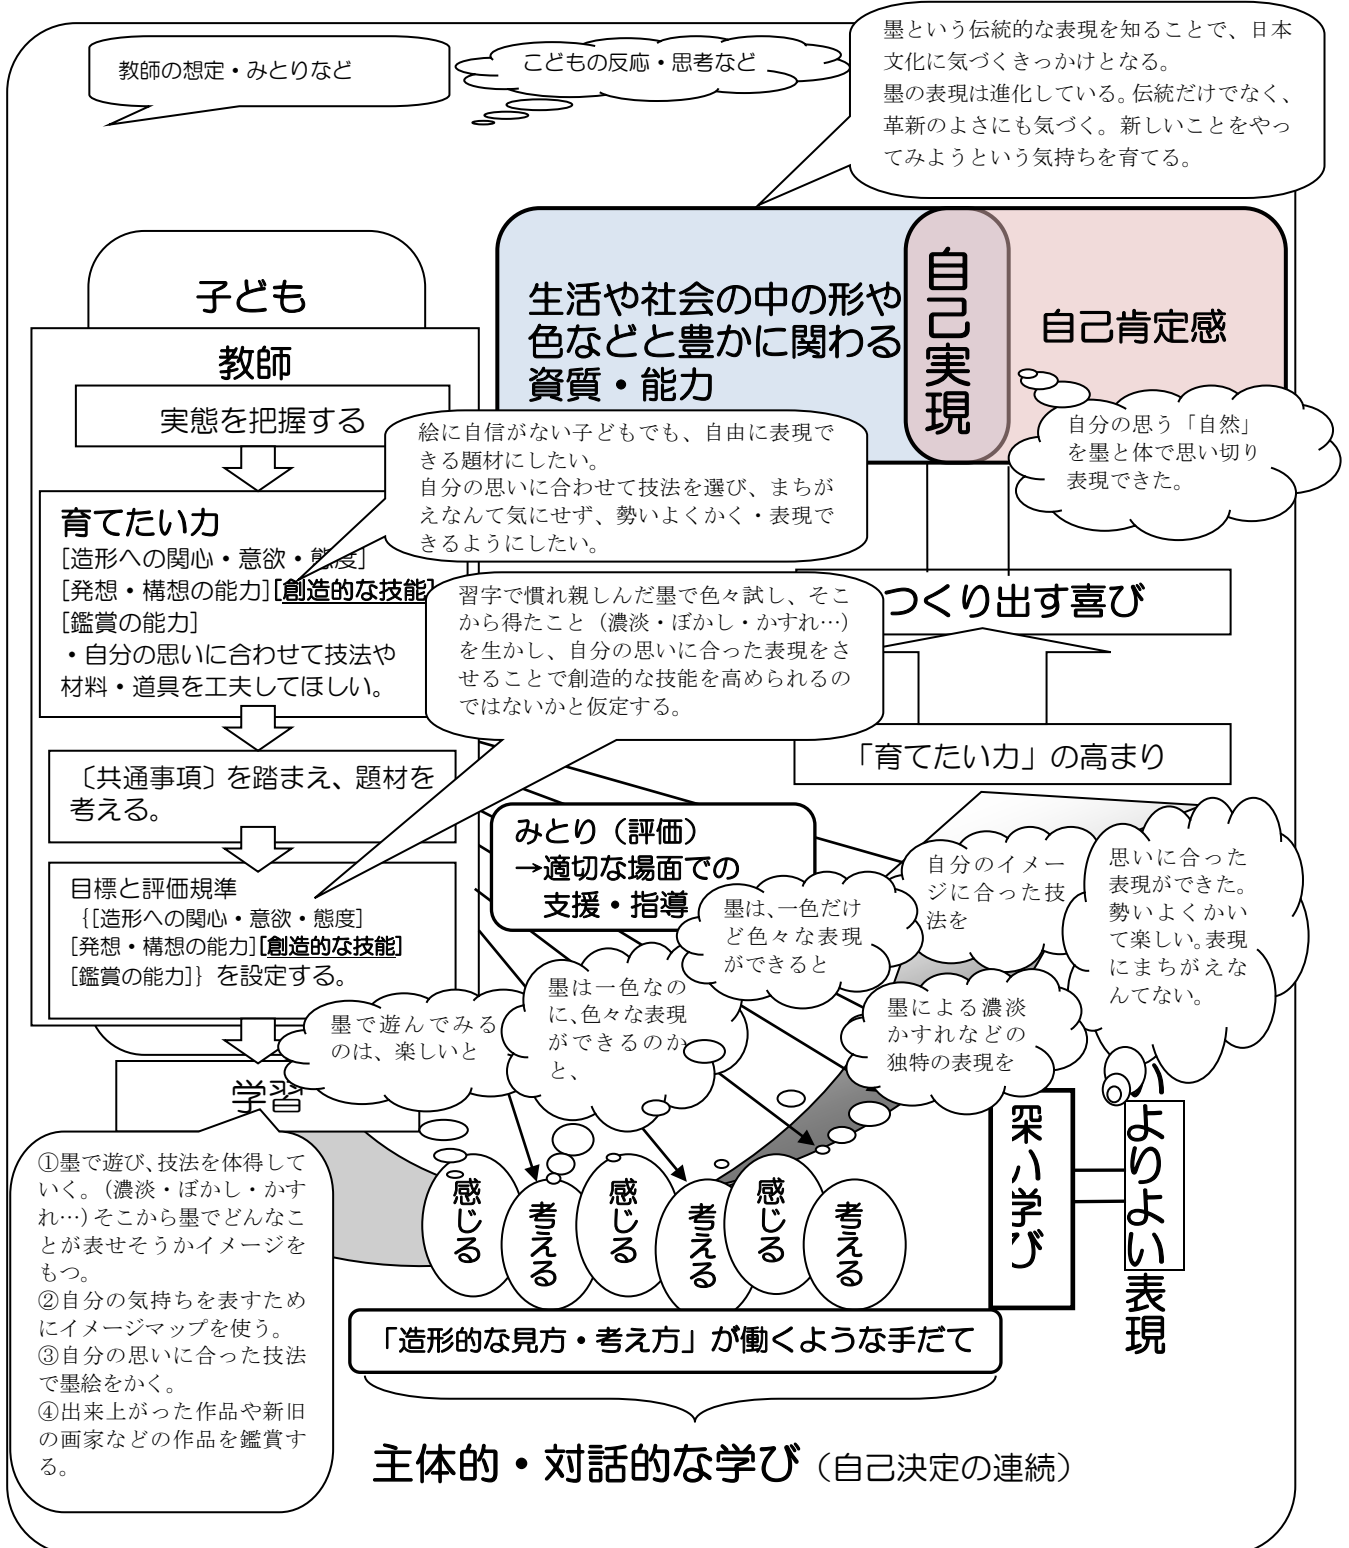 教師の想定・みとりなど
こどもの反応・思考など
墨という伝統的な表現を知ることで、日本
文化に気づくきっかけとなる。
墨の表現は進化している。伝統だけでなく、
革新のよさにも気づく。新しいことをやっ
てみようという気持ちを育てる。
子ども
教師
実態を把握する
生活や社会の中の形や
色などと豊かに関わる
資質・能力
自己実現
自己肯定感
自分の思う「自然」
を墨と体で思い切り
表現できた。
絵に自信がない子どもでも、自由に表現で
きる題材にしたい。
自分の思いに合わせて技法を選び、まちが
えなんて気にせず、勢いよくかく・表現で
きるようにしたい。
育てたい力
[造形への関心・意欲・態度]
[発想・構想の能力][創造的な技能]
[鑑賞の能力]
・自分の思いに合わせて技法や
材料・道具を工夫してほしい。
習字で慣れ親しんだ墨で色々試し、そこ
から得たこと（濃淡・ぼかし・かすれ…）
を生かし、自分の思いに合った表現をさ
せることで創造的な技能を高められるの
ではないかと仮定する。
つくり出す喜び
「育てたい力」の高まり
〔共通事項〕を踏まえ、題材を
考える。
みとり（評価）
→適切な場面での
支援・指導
目標と評価規準
{[造形への関心・意欲・態度]
[発想・構想の能力][創造的な技能]
[鑑賞の能力]}を設定する。
墨は、一色だけ
ど色々な表現
ができると
自分のイメー
ジに合った技
法を
思いに合った
表現ができた。
勢いよくかい
て楽しい。表現
にまちがえな
んてない。
墨で遊んでみる
のは、楽しいと
墨は一色なの
に、色々な表現
ができるのか
と、
墨による濃淡
かすれなどの
独特の表現を
学習
①墨で遊び、技法を体得して
いく。（濃淡・ぼかし・かす
れ…）そこから墨でどんなこ
とが表せそうかイメージを
もつ。
②自分の気持ちを表すため
にイメージマップを使う。
③自分の思いに合った技法
で墨絵をかく。
④出来上がった作品や新旧
の画家などの作品を鑑賞す
る。
感じる
考える
感じる
考える
感じる
考える
深い学び
よりよい表現
「造形的な見方・考え方」が働くような手だて
主体的・対話的な学び（自己決定の連続）